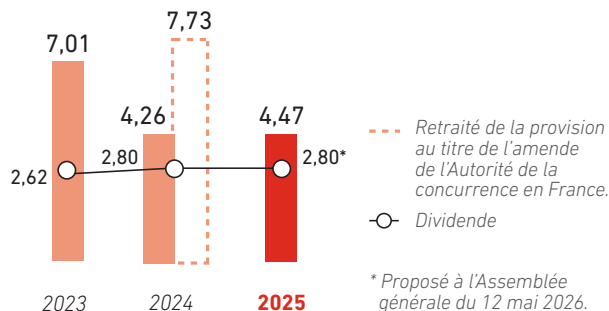 7,01
7,73
4,26
4,47
2,62
2,80
2,80*
2023
2024
2025
Retraité de la provision
au titre de l'amende
de l'Autorité de la
concurrence en France.
Dividende
* Proposé à l'Assemblée
générale du 12 mai 2026.